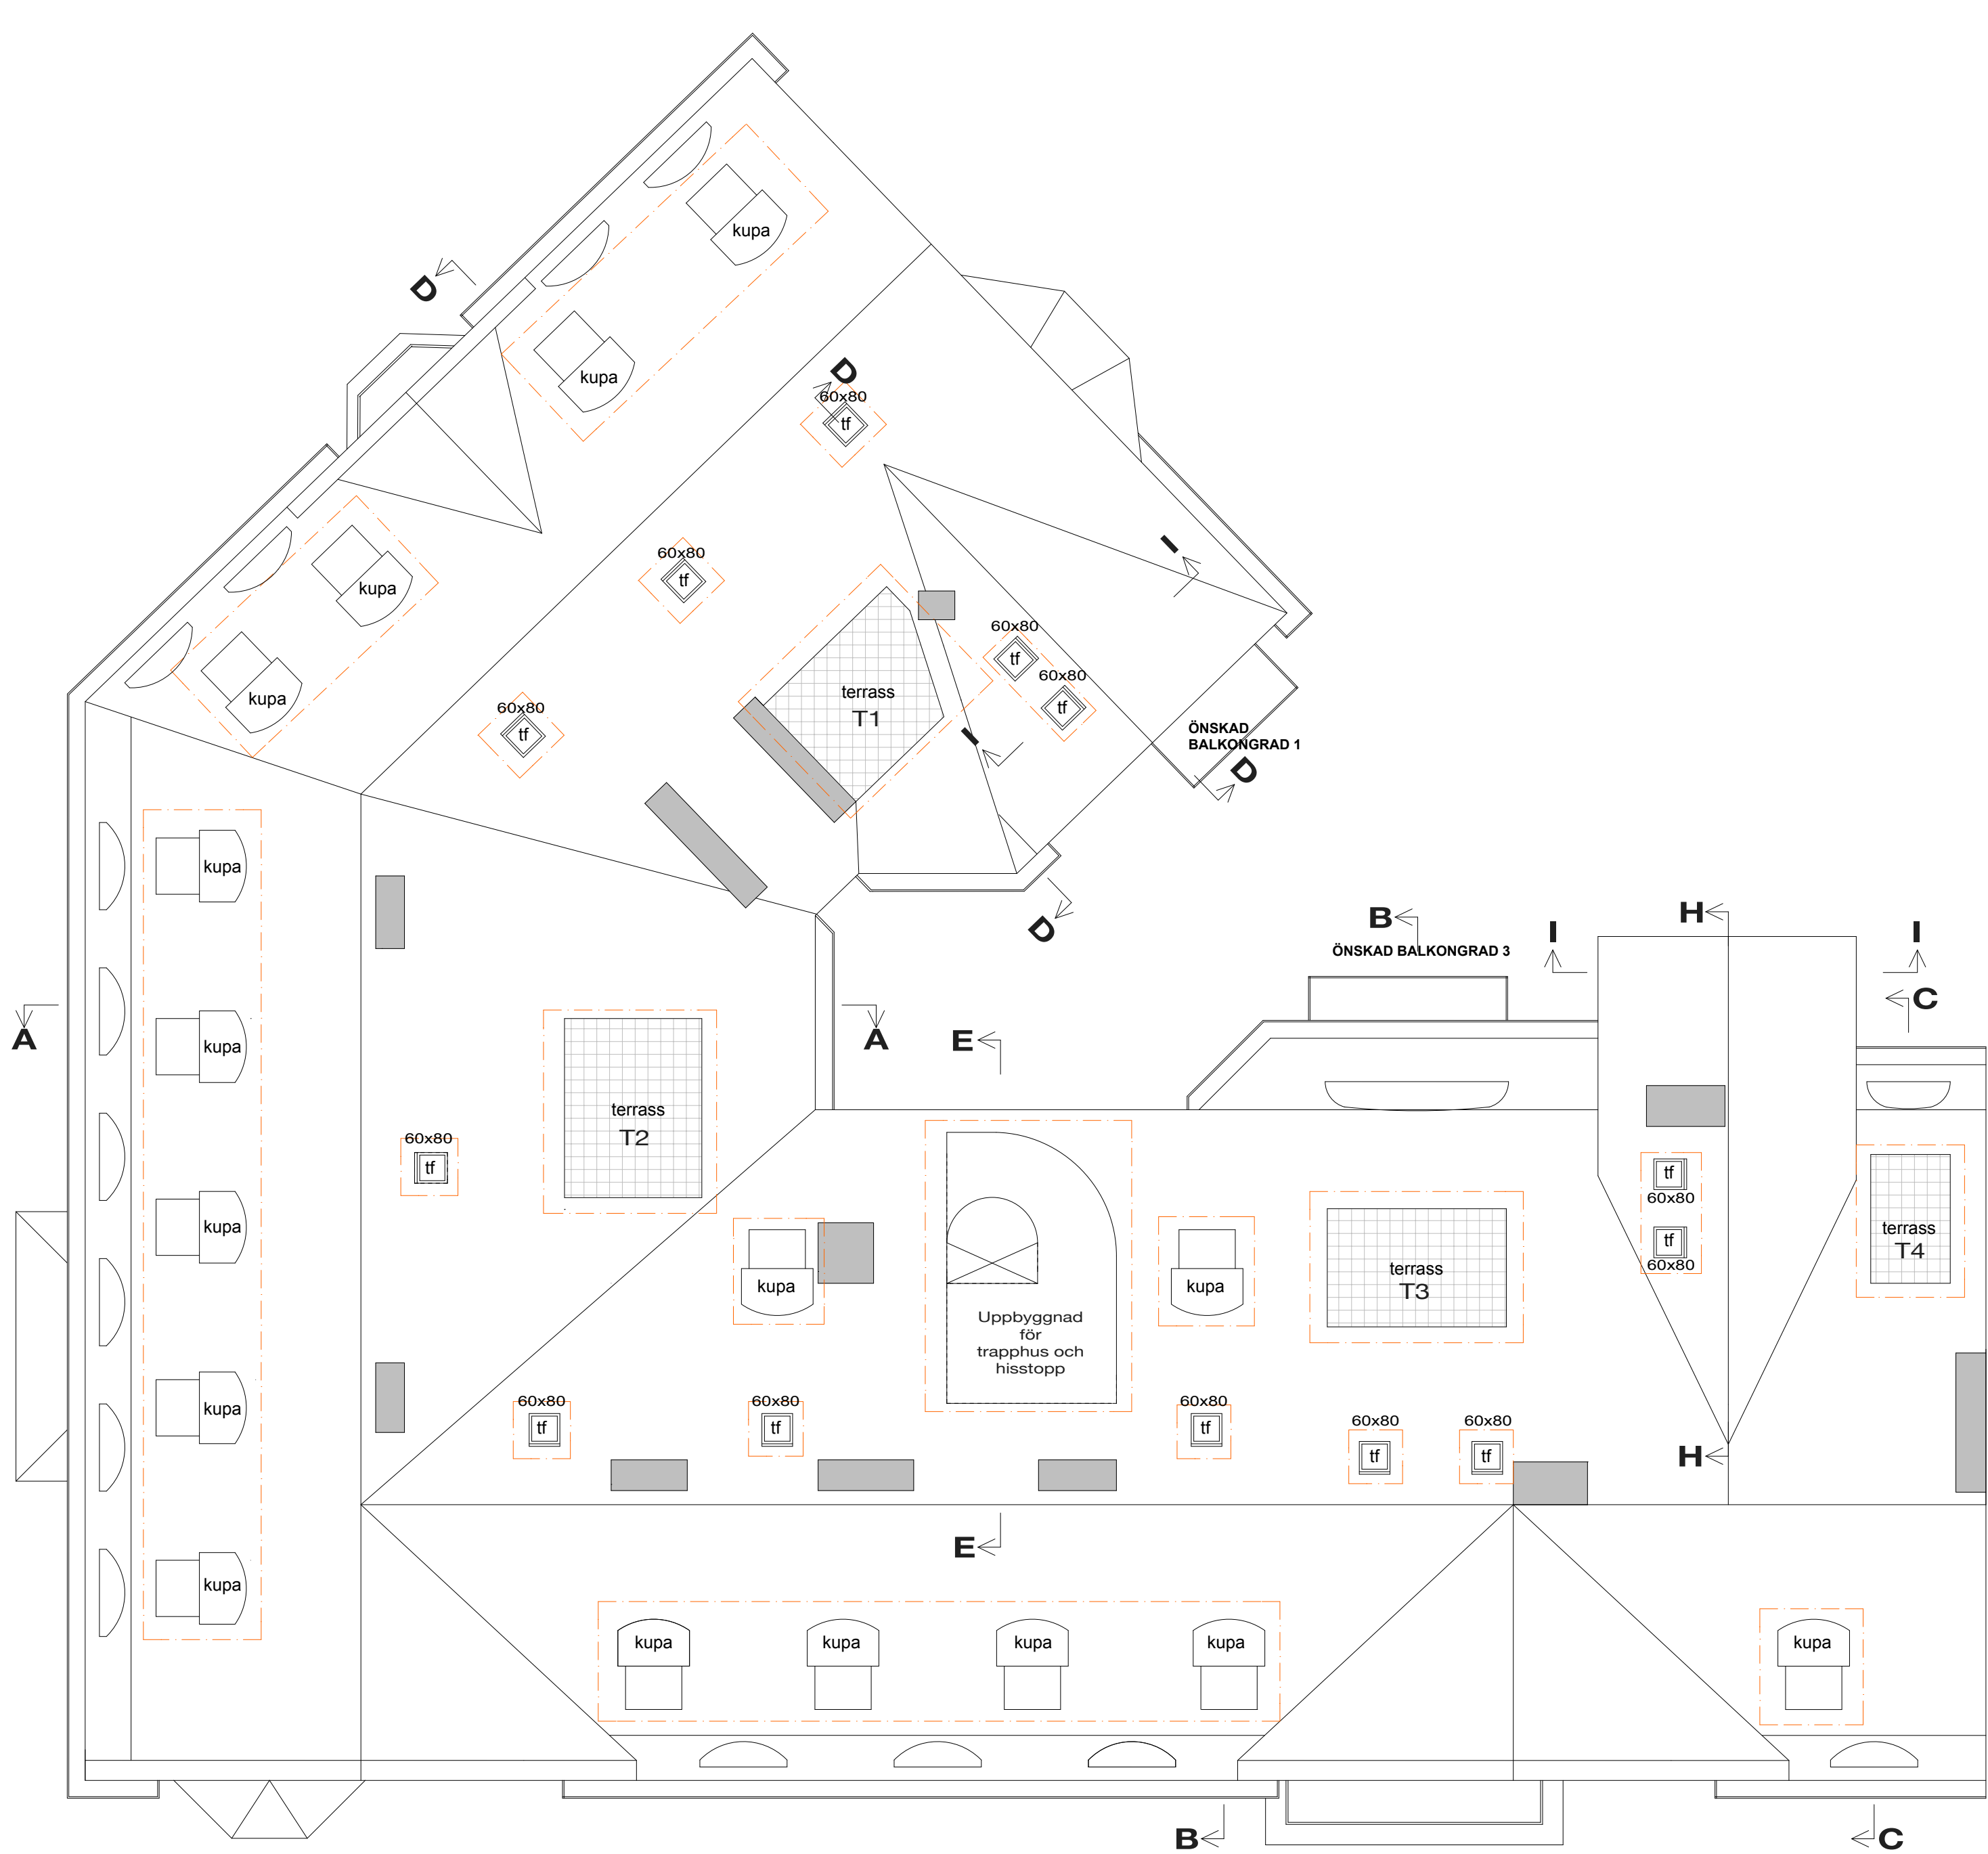 kupa
D
kupa
D
60x80
tf
I
60x80
tf
kupa
60x80
tf
60x80
tf
kupa
terrass
T1
60x80
tf
I
ÖNSKAD
BALKONGRAD 1
D
kupa
D
B
H
I
I
ÖNSKAD BALKONGRAD 3
C
A
kupa
A
E
terrass
T2
60x80
tf
tf
60x80
kupa
tf
60x80
terrass
T4
kupa
kupa
terrass
T3
Uppbyggnad
för
trapphus och
hisstopp
kupa
60x80
tf
60x80
tf
60x80
tf
60x80
tf
60x80
tf
H
E
kupa
kupa
kupa
kupa
kupa
kupa
B
C